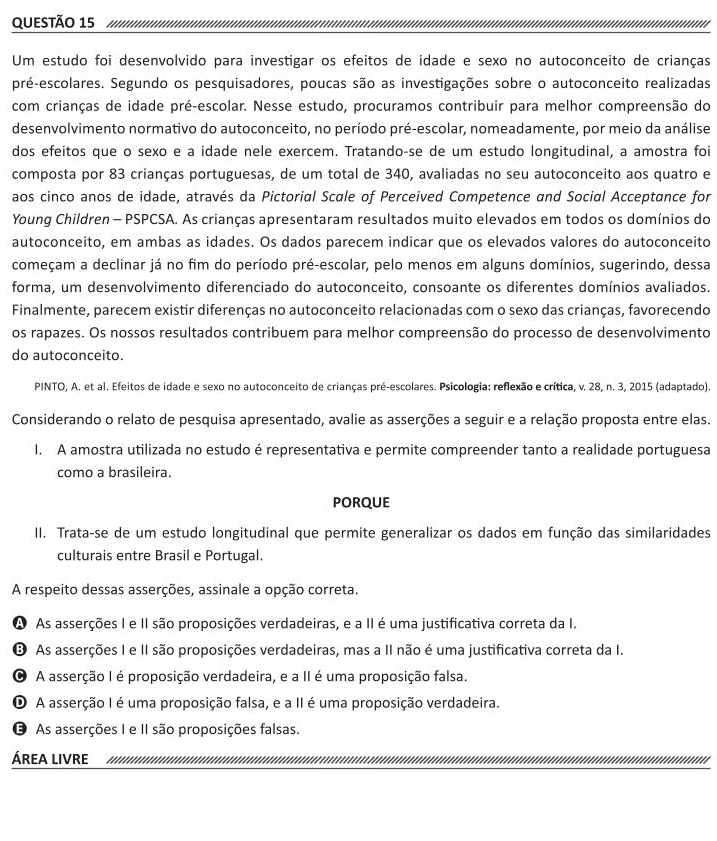 QUESTÃO 15
Um estudo foi desenvolvido para investigar os efeitos de idade e sexo no autoconceito de crianças
pré-escolares. Segundo os pesquisadores, poucas são as investigações sobre o autoconceito realizadas
com crianças de idade pré-escolar. Nesse estudo, procuramos contribuir para melhor compreensão do
desenvolvimento normativo do autoconceito, no período pré-escolar, nomeadamente, por meio da análise
dos efeitos que o sexo e a idade nele exercem. Tratando-se de um estudo longitudinal, a amostra foi
composta por 83 crianças portuguesas, de um total de 340, avaliadas no seu autoconceito aos quatro e
aos cinco anos de idade, através da Pictorial Scale of Perceived Competence and Social Acceptance for
Young Children – PSPCSA. As crianças apresentaram resultados muito elevados em todos os domínios do
autoconceito, em ambas as idades. Os dados parecem indicar que os elevados valores do autoconceito
começam a declinar já no fim do período pré-escolar, pelo menos em alguns domínios, sugerindo, dessa
forma, um desenvolvimento diferenciado do autoconceito, consoante os diferentes domínios avaliados.
Finalmente, parecem existir diferenças no autoconceito relacionadas com o sexo das crianças, favorecendo
os rapazes. Os nossos resultados contribuem para melhor compreensão do processo de desenvolvimento
do autoconceito.
PINTO, A. et al. Efeitos de idade e sexo no autoconceito de crianças pré-escolares. Psicologia: reflexão e crítica, v. 28, n. 3, 2015 (adaptado).
Considerando o relato de pesquisa apresentado, avalie as asserções a seguir e a relação proposta entre elas.
I. A amostra utilizada no estudo é representativa e permite compreender tanto a realidade portuguesa
como a brasileira.
PORQUE
II. Trata-se de um estudo longitudinal que permite generalizar os dados em função das similaridades
culturais entre Brasil e Portugal.
A respeito dessas asserções, assinale a opção correta.
A As asserções I e II são proposições verdadeiras, e a II é uma justificativa correta da I.
B As asserções I e II são proposições verdadeiras, mas a II não é uma justificativa correta da I.
C A asserção I é proposição verdadeira, e a II é uma proposição falsa.
D A asserção I é uma proposição falsa, e a II é uma proposição verdadeira.
E As asserções I e II são proposições falsas.
ÁREA LIVRE